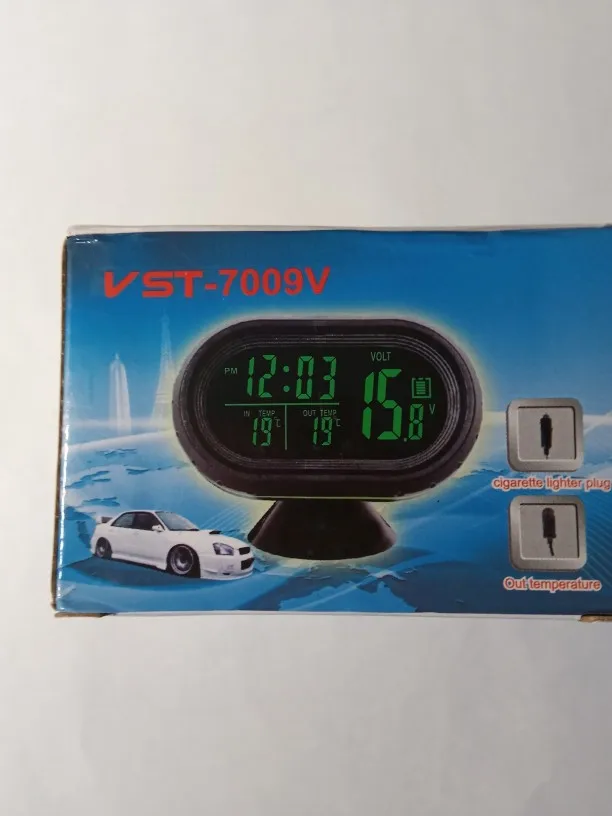 VST-7009V
PM 12:03
VOLT
15.8 V
IN TEMP
19°C
OUT TEMP
19°C
cigarette lighter plug
Out temperature